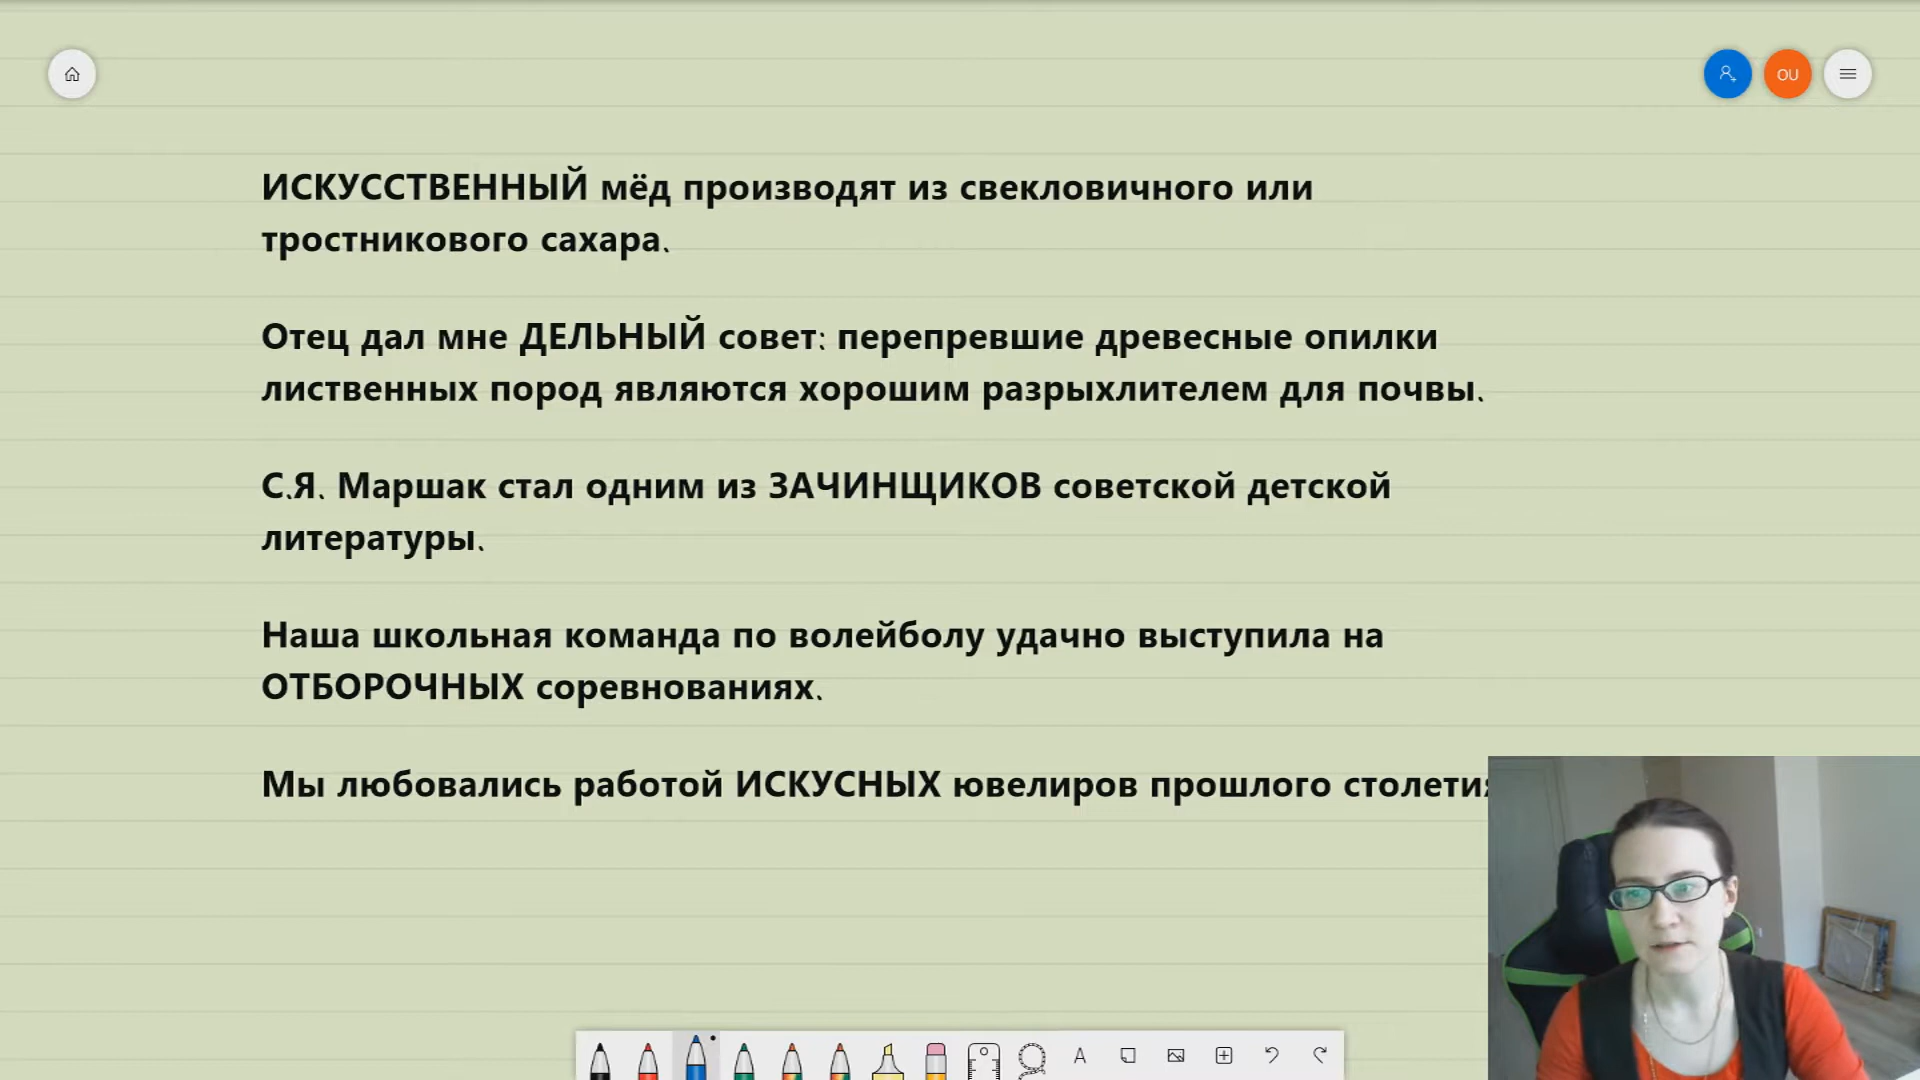 OU
ИСКУССТВЕННЫЙ мёд производят из свекловичного или
тростникового сахара.
Отец дал мне ДЕЛЬНЫЙ совет: перепревшие древесные опилки
лиственных пород являются хорошим разрыхлителем для почвы.
С.Я. Маршак стал одним из ЗАЧИНЩИКОВ советской детской
литературы.
Наша школьная команда по волейболу удачно выступила на
ОТБОРОЧНЫХ соревнованиях.
Мы любовались работой ИСКУСНЫХ ювелиров прошлого
A